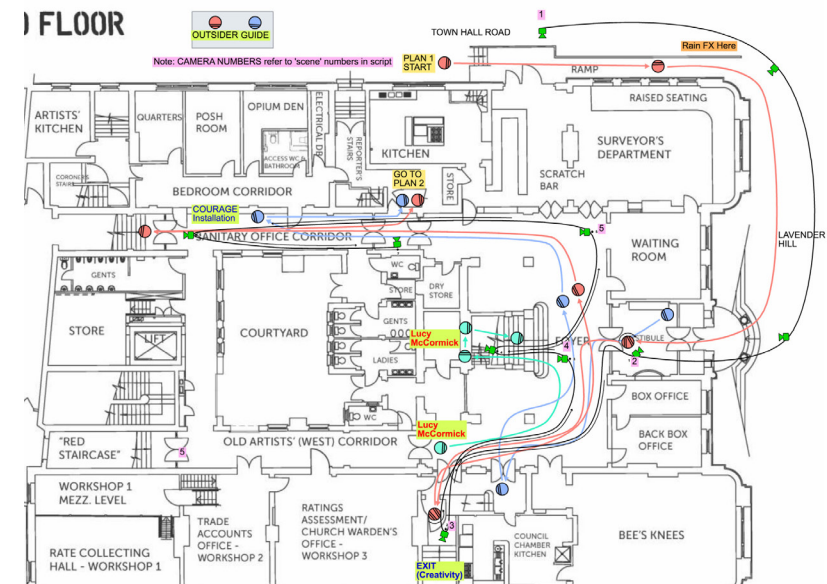 ) FLOOR
OUTSIDER GUIDE
Note: CAMERA NUMBERS refer to 'scene' numbers in script
TOWN HALL ROAD
1
PLAN 1
START
Rain FX Here
RAMP
RAISED SEATING
ARTISTS'
KITCHEN
QUARTERS
POSH
ROOM
OPIUM DEN
ACCESS WC &
BATHROOM
ELECTRICAL DB
REPORTER'S
STAIRS
KITCHEN
STORE
SCRATCH
BAR
SURVEYOR'S
DEPARTMENT
CORONER'S
STAIRS
BEDROOM CORRIDOR
GO TO
PLAN 2
COURAGE
Installation
SANITARY OFFICE CORRIDOR
5
WAITING
ROOM
LAVENDER
HILL
GENTS
STORE
LIFT
COURTYARD
WC
STORE
DRY
STORE
GENTS
LADIES
WC
Lucy
McCormick
FOYER
4
2
BOX OFFICE
BACK BOX
OFFICE
Lucy
McCormick
"RED
STAIRCASE"
5
OLD ARTISTS' (WEST) CORRIDOR
WORKSHOP 1
MEZZ. LEVEL
RATE COLLECTING
HALL - WORKSHOP 1
TRADE
ACCOUNTS
OFFICE -
WORKSHOP 2
RATINGS
ASSESSMENT/
CHURCH WARDEN'S
OFFICE -
WORKSHOP 3
3
EXIT
(Creativity)
COUNCIL
CHAMBER
KITCHEN
BEE'S KNEES